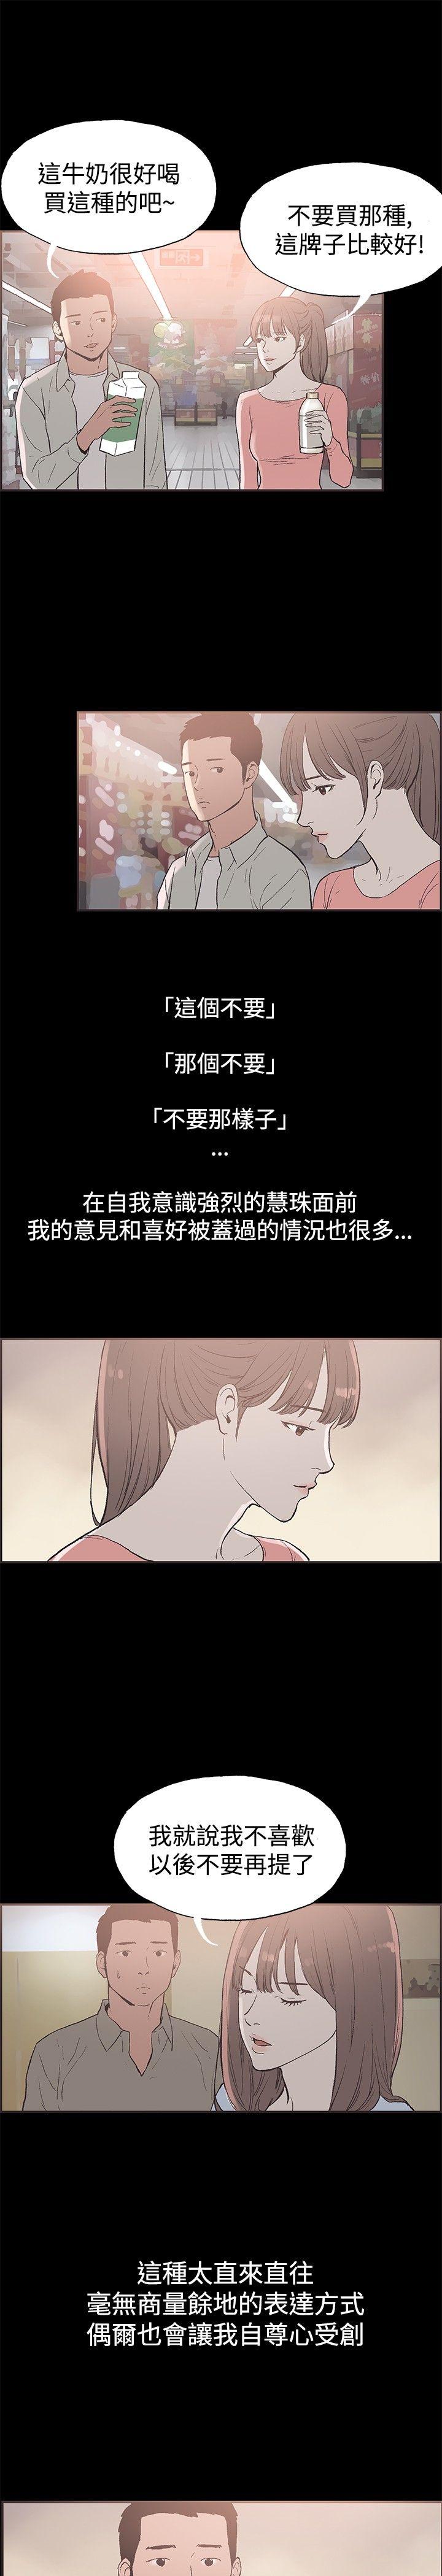 這牛奶很好喝
買這種的吧~
不要買那種,
這牌子比較好!
「這個不要」
「那個不要」
「不要那樣子」
...
在自我意識強烈的慧珠面前
我的意見和喜好被蓋過的情況也很多...
我就說我不喜歡
以後不要再提了
這種太直來直往
毫無商量餘地的表達方式
偶爾也會讓我自尊心受創